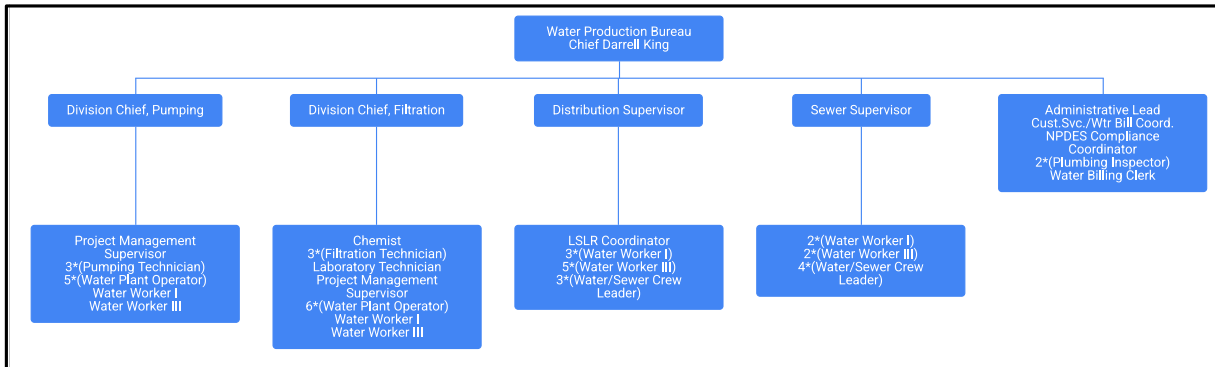 Water Production Bureau
Chief Darrell King
Division Chief, Pumping
Division Chief, Filtration
Distribution Supervisor
Sewer Supervisor
Administrative Lead
Cust.Svc./Wtr Bill Coord.
NPDES Compliance
Coordinator
2*(Plumbing Inspector)
Water Billing Clerk
Project Management
Supervisor
3*(Pumping Technician)
5*(Water Plant Operator)
Water Worker I
Water Worker III
Chemist
3*(Filtration Technician)
Laboratory Technician
Project Management
Supervisor
6*(Water Plant Operator)
Water Worker I
Water Worker III
LSLR Coordinator
3*(Water Worker I)
5*(Water Worker III)
3*(Water/Sewer Crew
Leader)
2*(Water Worker I)
2*(Water Worker III)
4*(Water/Sewer Crew
Leader)